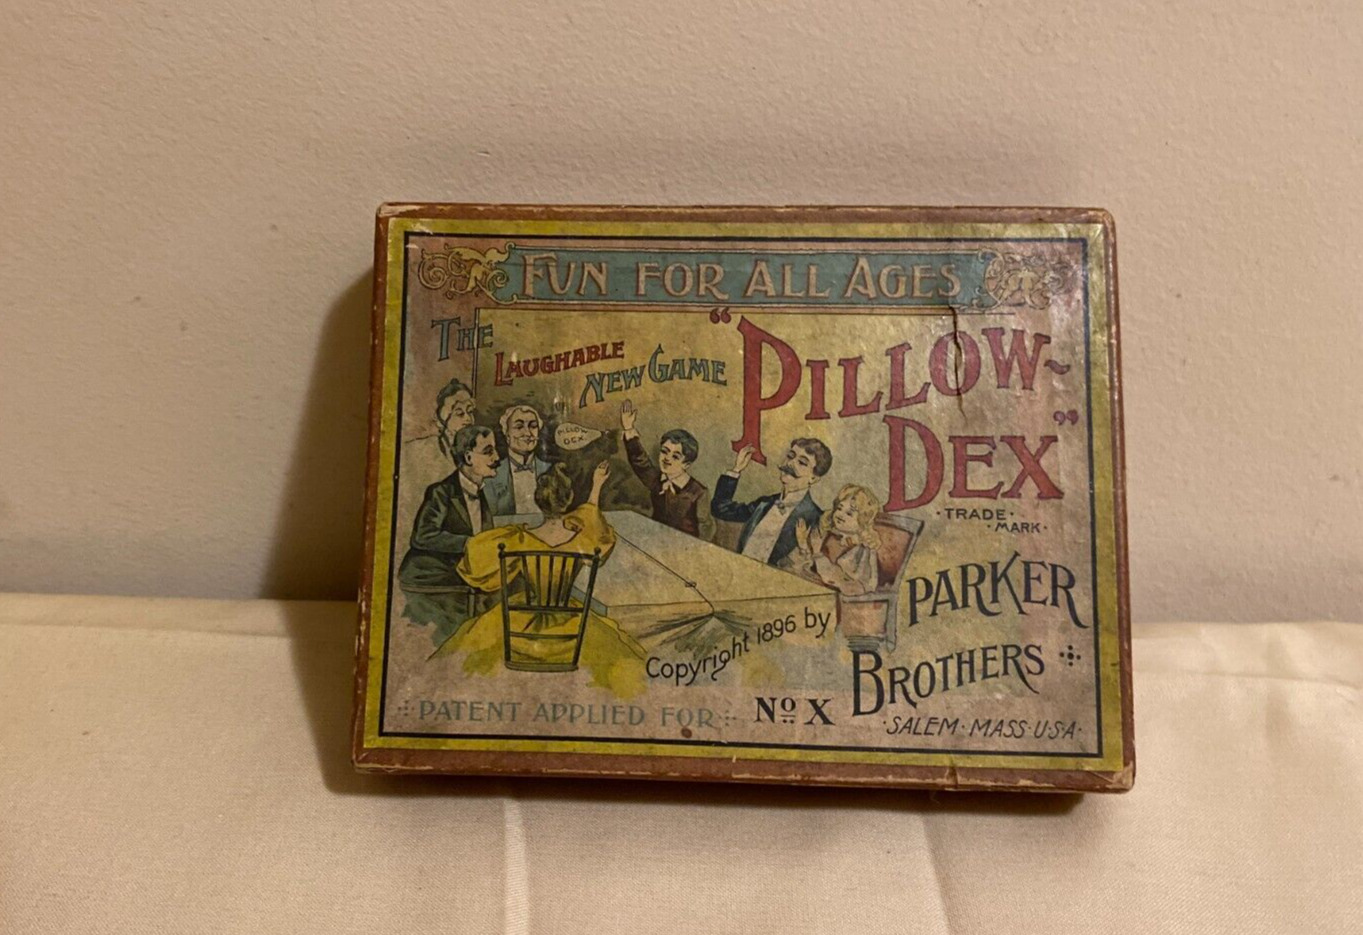 FUN FOR ALL AGES
THE
LAUGHABLE
NEW GAME
"PILLOW-
DEX"
PILLOW
DEX.
·TRADE·
·MARK·
PARKER
BROTHERS
Copyright 1896 by
PATENT APPLIED FOR
No X
·SALEM·MASS·U·S·A·